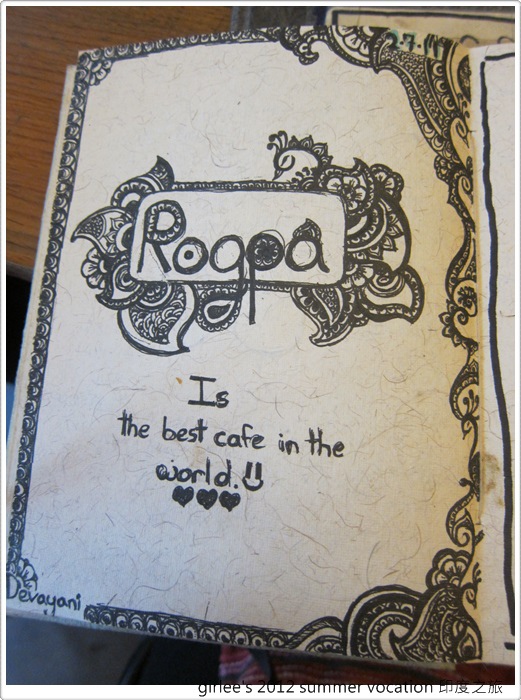 Rogpa
Is
the best cafe in the
world.
Devayani
girlee's 2012 summer vocation 印度之旅